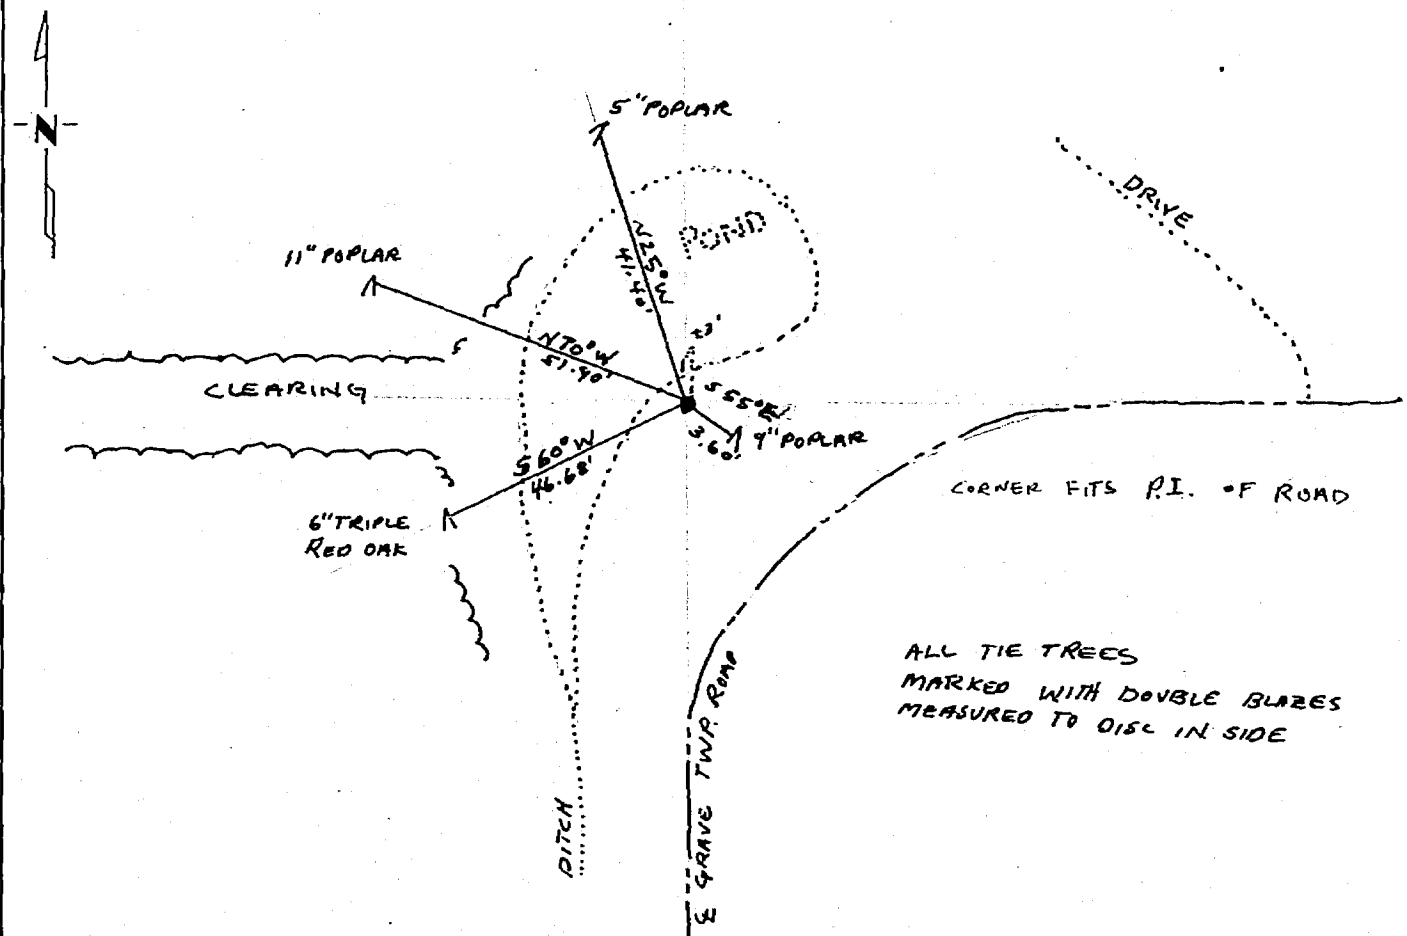 N
5" POPLAR
POND
DRIVE
N25°W
41.40'
11" POPLAR
±3'
N70°W
51.90'
CLEARING
S55°E
3.60'
9" POPLAR
S60°W
46.68'
CORNER FITS P.I. OF ROAD
6" TRIPLE
RED OAK
ALL TIE TREES
MARKED WITH DOUBLE BLAZES
MEASURED TO DISC IN SIDE
DITCH
℄ GRAVE TWP. ROAD